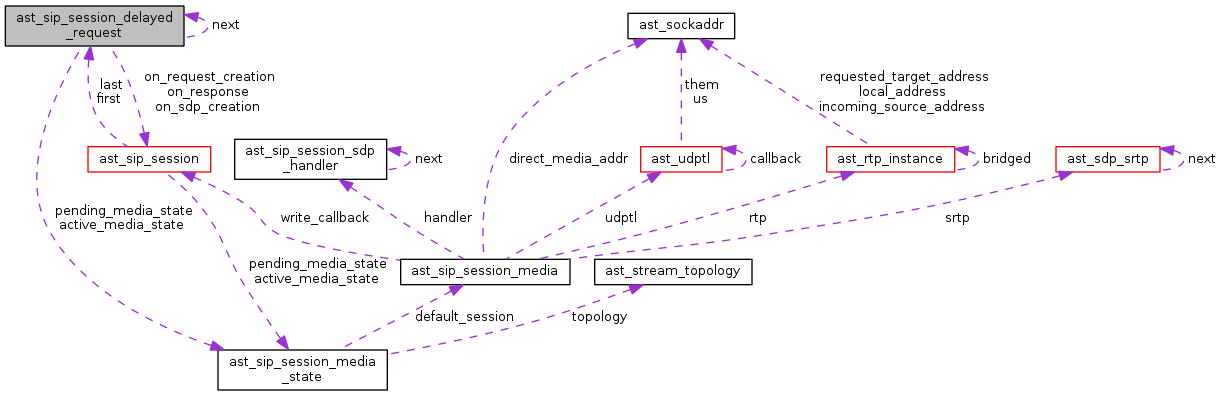 ast_sip_session_delayed
_request
next
ast_sockaddr
on_request_creation
on_response
on_sdp_creation
last
first
them
us
requested_target_address
local_address
incoming_source_address
ast_sip_session
ast_sip_session_sdp
_handler
next
direct_media_addr
ast_udptl
callback
ast_rtp_instance
bridged
ast_sdp_srtp
next
pending_media_state
active_media_state
write_callback
handler
udptl
rtp
srtp
pending_media_state
active_media_state
ast_sip_session_media
ast_stream_topology
default_session
topology
ast_sip_session_media
_state